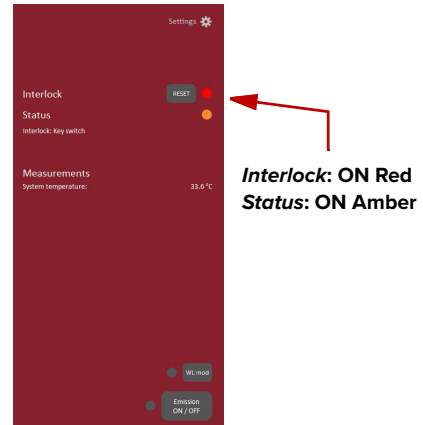 Settings
Interlock
RESET
Status
Interlock: Key switch
Measurements
System temperature: 33.6 °C
Interlock: ON Red
Status: ON Amber
WL mod
Emission
ON / OFF